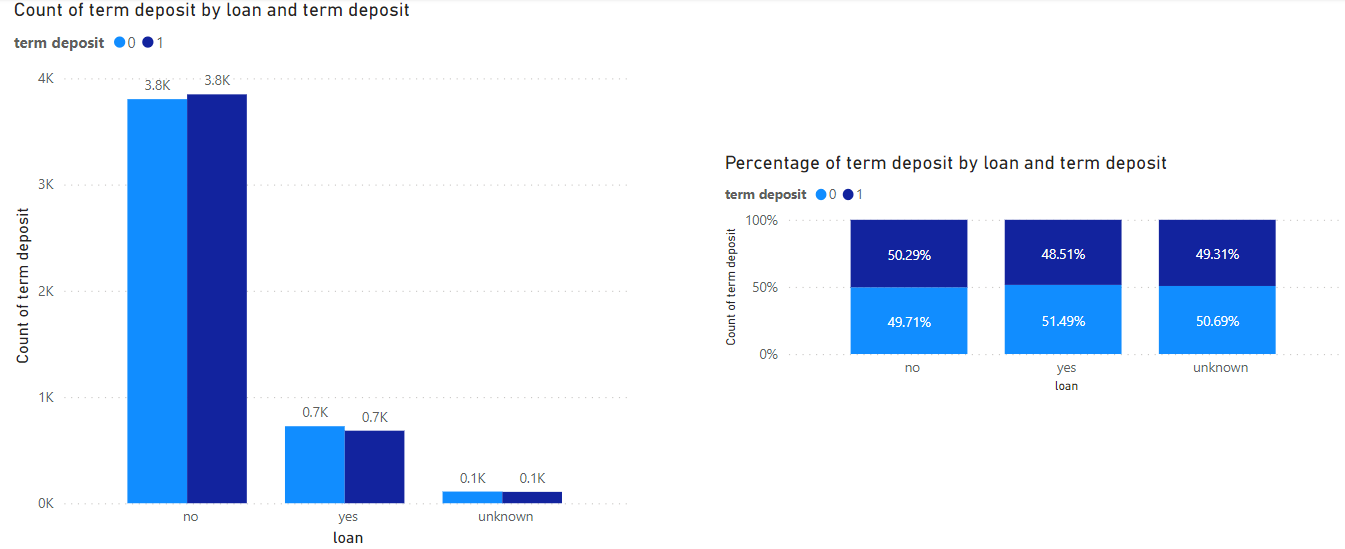 Count of term deposit by loan and term deposit
term deposit 0 1
4K
3K
2K
1K
0K
Count of term deposit
3.8K 3.8K
0.7K 0.7K
0.1K 0.1K
no yes unknown
loan
Percentage of term deposit by loan and term deposit
term deposit 0 1
100%
50%
0%
Count of term deposit
50.29% 48.51% 49.31%
49.71% 51.49% 50.69%
no yes unknown
loan